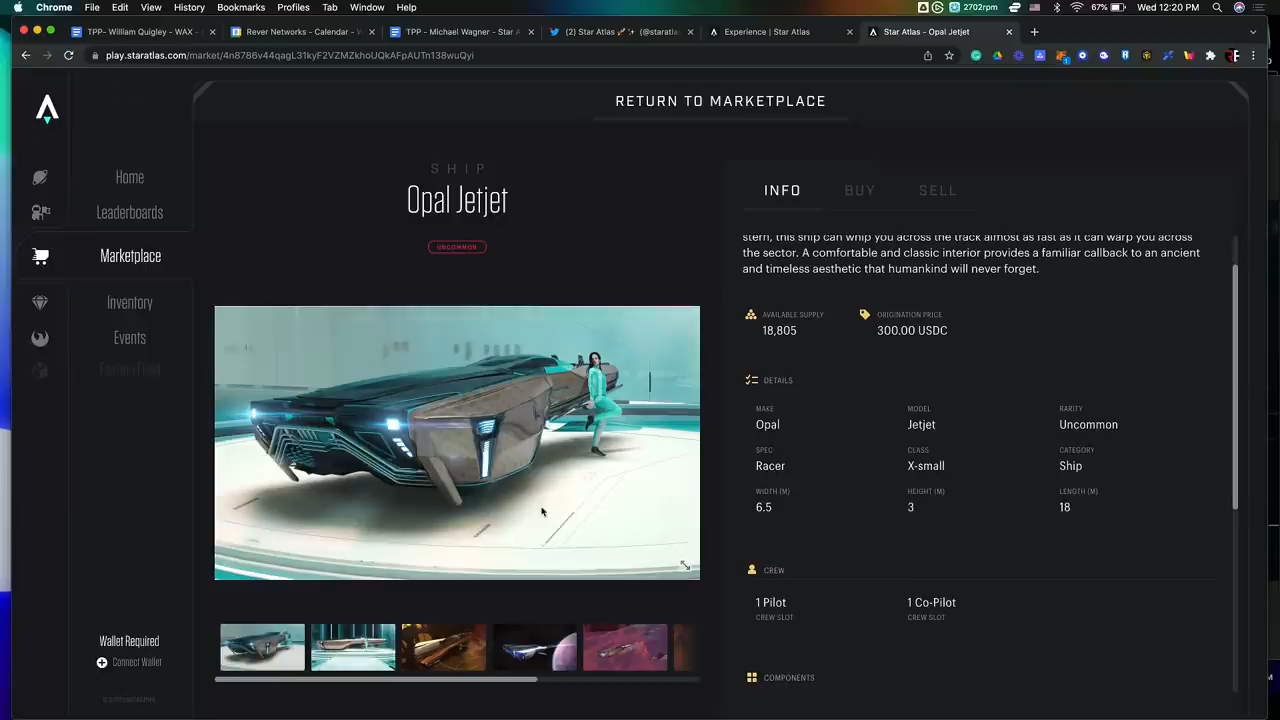 Chrome File Edit View History Bookmarks Profiles Tab Window Help 2702rpm 67% Wed 12:20 PM
TPP- William Quigley - WAX - Rever Networks - Calendar - TPP - Michael Wagner - Star A (2) Star Atlas (@staratla Experience | Star Atlas Star Atlas - Opal Jetjet
play.staratlas.com/market/4n8786v44qagL31kyF2VZMZkhoUQkAFpAUTn138wuQyi
RETURN TO MARKETPLACE
Home
Leaderboards
Marketplace
Inventory
Events
Wallet Required
Connect Wallet
SHIP
Opal Jetjet
UNCOMMON
INFO BUY SELL
stern, this ship can whip you across the track almost as fast as it can warp you across
the sector. A comfortable and classic interior provides a familiar callback to an ancient
and timeless aesthetic that humankind will never forget.
AVAILABLE SUPPLY ORIGINATION PRICE
18,805 300.00 USDC
DETAILS
MAKE MODEL RARITY
Opal Jetjet Uncommon
SPEC CLASS CATEGORY
Racer X-small Ship
WIDTH (M) HEIGHT (M) LENGTH (M)
6.5 3 18
CREW
1 Pilot 1 Co-Pilot
CREW SLOT CREW SLOT
COMPONENTS